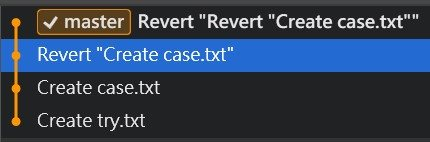 ✓ master Revert "Revert "Create case.txt""
Revert "Create case.txt"
Create case.txt
Create try.txt